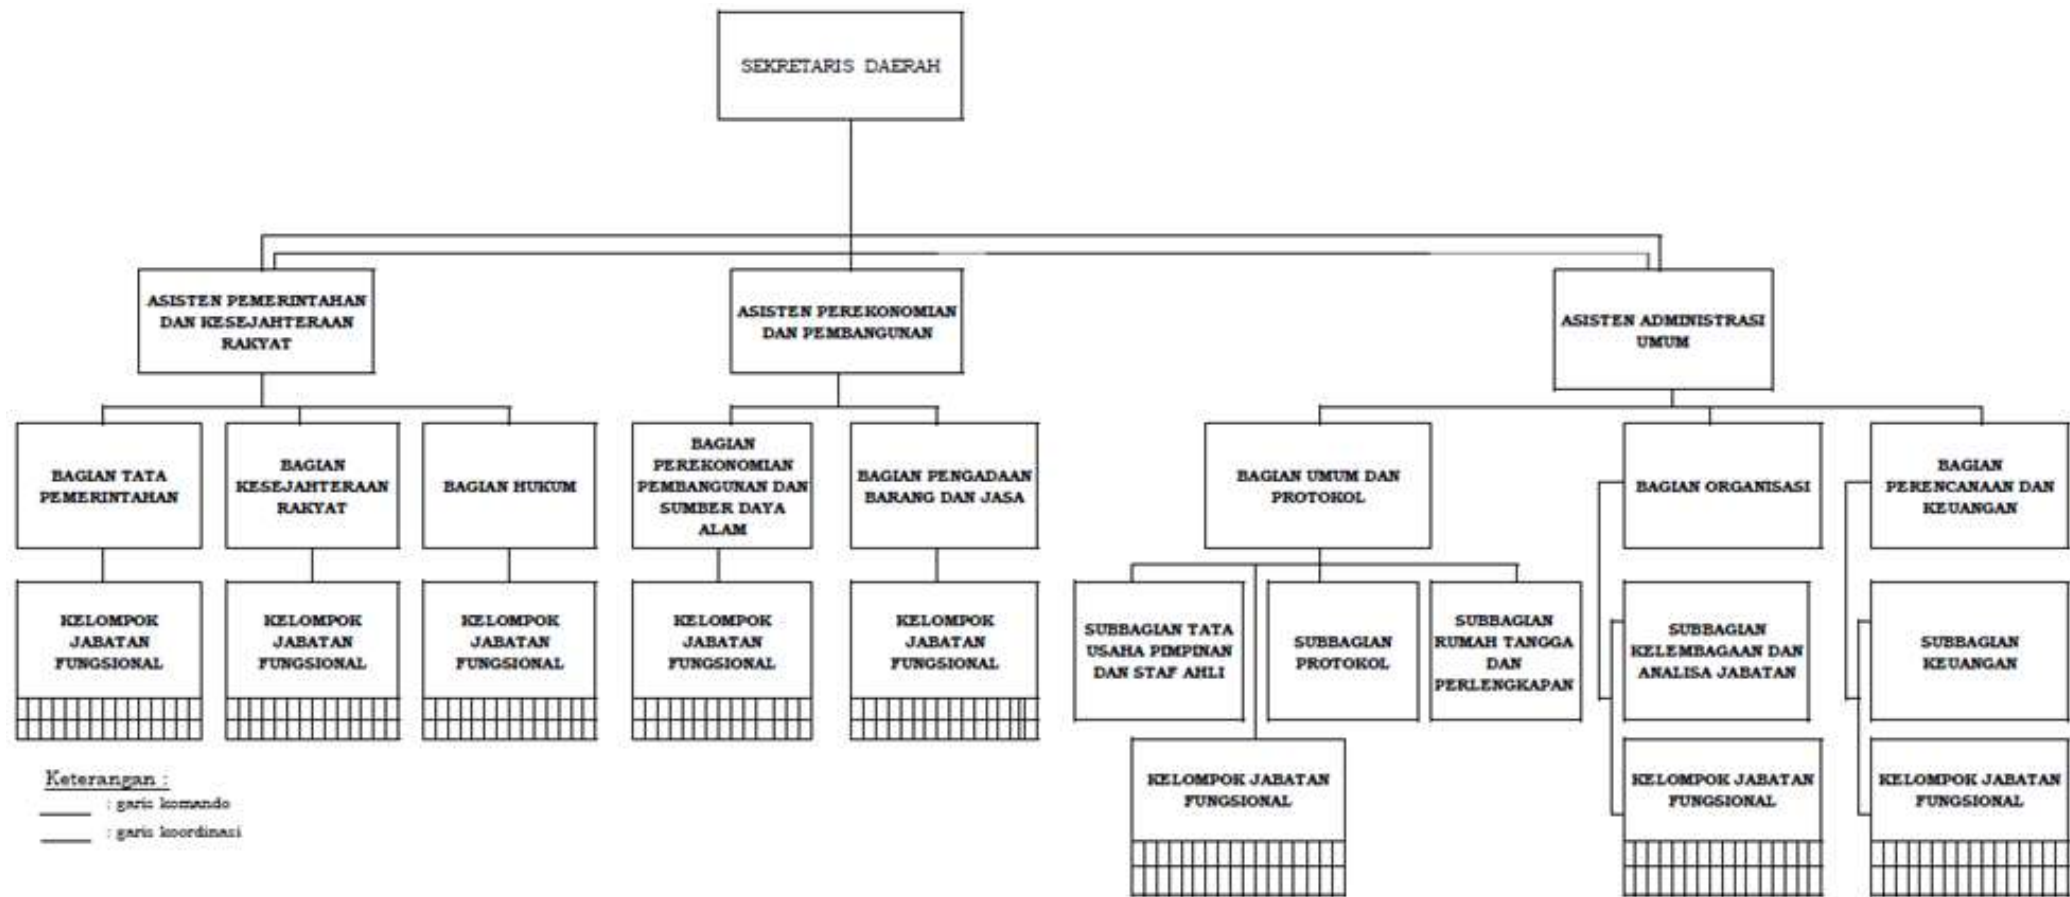 SEKRETARIS DAERAH
ASISTEN PEMERINTAHAN
DAN KESEJAHTERAAN
RAKYAT
ASISTEN PEREKONOMIAN
DAN PEMBANGUNAN
ASISTEN ADMINISTRASI
UMUM
BAGIAN TATA
PEMERINTAHAN
BAGIAN
KESEJAHTERAAN
RAKYAT
BAGIAN HUKUM
BAGIAN
PEREKONOMIAN
PEMBANGUNAN DAN
SUMBER DAYA
ALAM
BAGIAN PENGADAAN
BARANG DAN JASA
BAGIAN UMUM DAN
PROTOKOL
BAGIAN ORGANISASI
BAGIAN
PERENCANAAN DAN
KEUANGAN
KELOMPOK
JABATAN
FUNGSIONAL
KELOMPOK
JABATAN
FUNGSIONAL
KELOMPOK
JABATAN
FUNGSIONAL
KELOMPOK
JABATAN
FUNGSIONAL
KELOMPOK
JABATAN
FUNGSIONAL
SUBBAGIAN TATA
USAHA PIMPINAN
DAN STAF AHLI
SUBBAGIAN
PROTOKOL
SUBBAGIAN
RUMAH TANGGA
DAN
PERLENGKAPAN
SUBBAGIAN
KELEMBAGAAN DAN
ANALISA JABATAN
SUBBAGIAN
KEUANGAN
KELOMPOK JABATAN
FUNGSIONAL
KELOMPOK JABATAN
FUNGSIONAL
KELOMPOK JABATAN
FUNGSIONAL
Keterangan :
: garis komando
: garis koordinasi